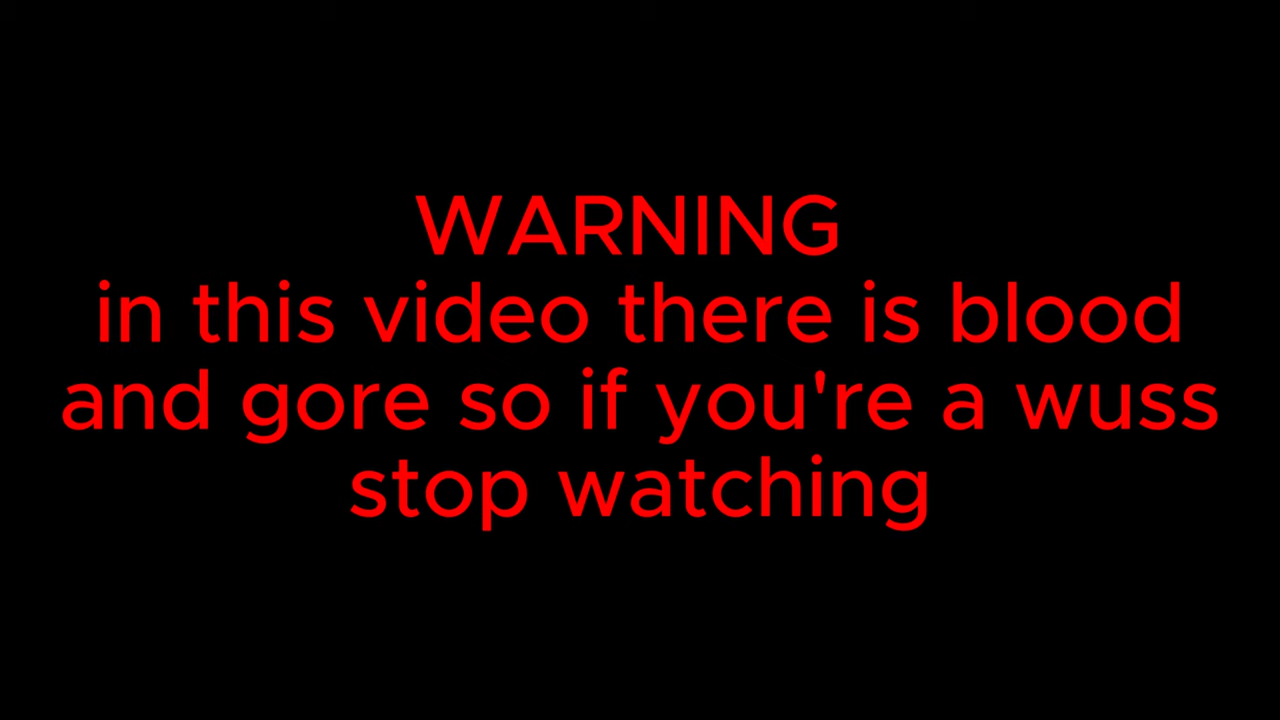 WARNING
in this video there is blood
and gore so if you're a wuss
stop watching